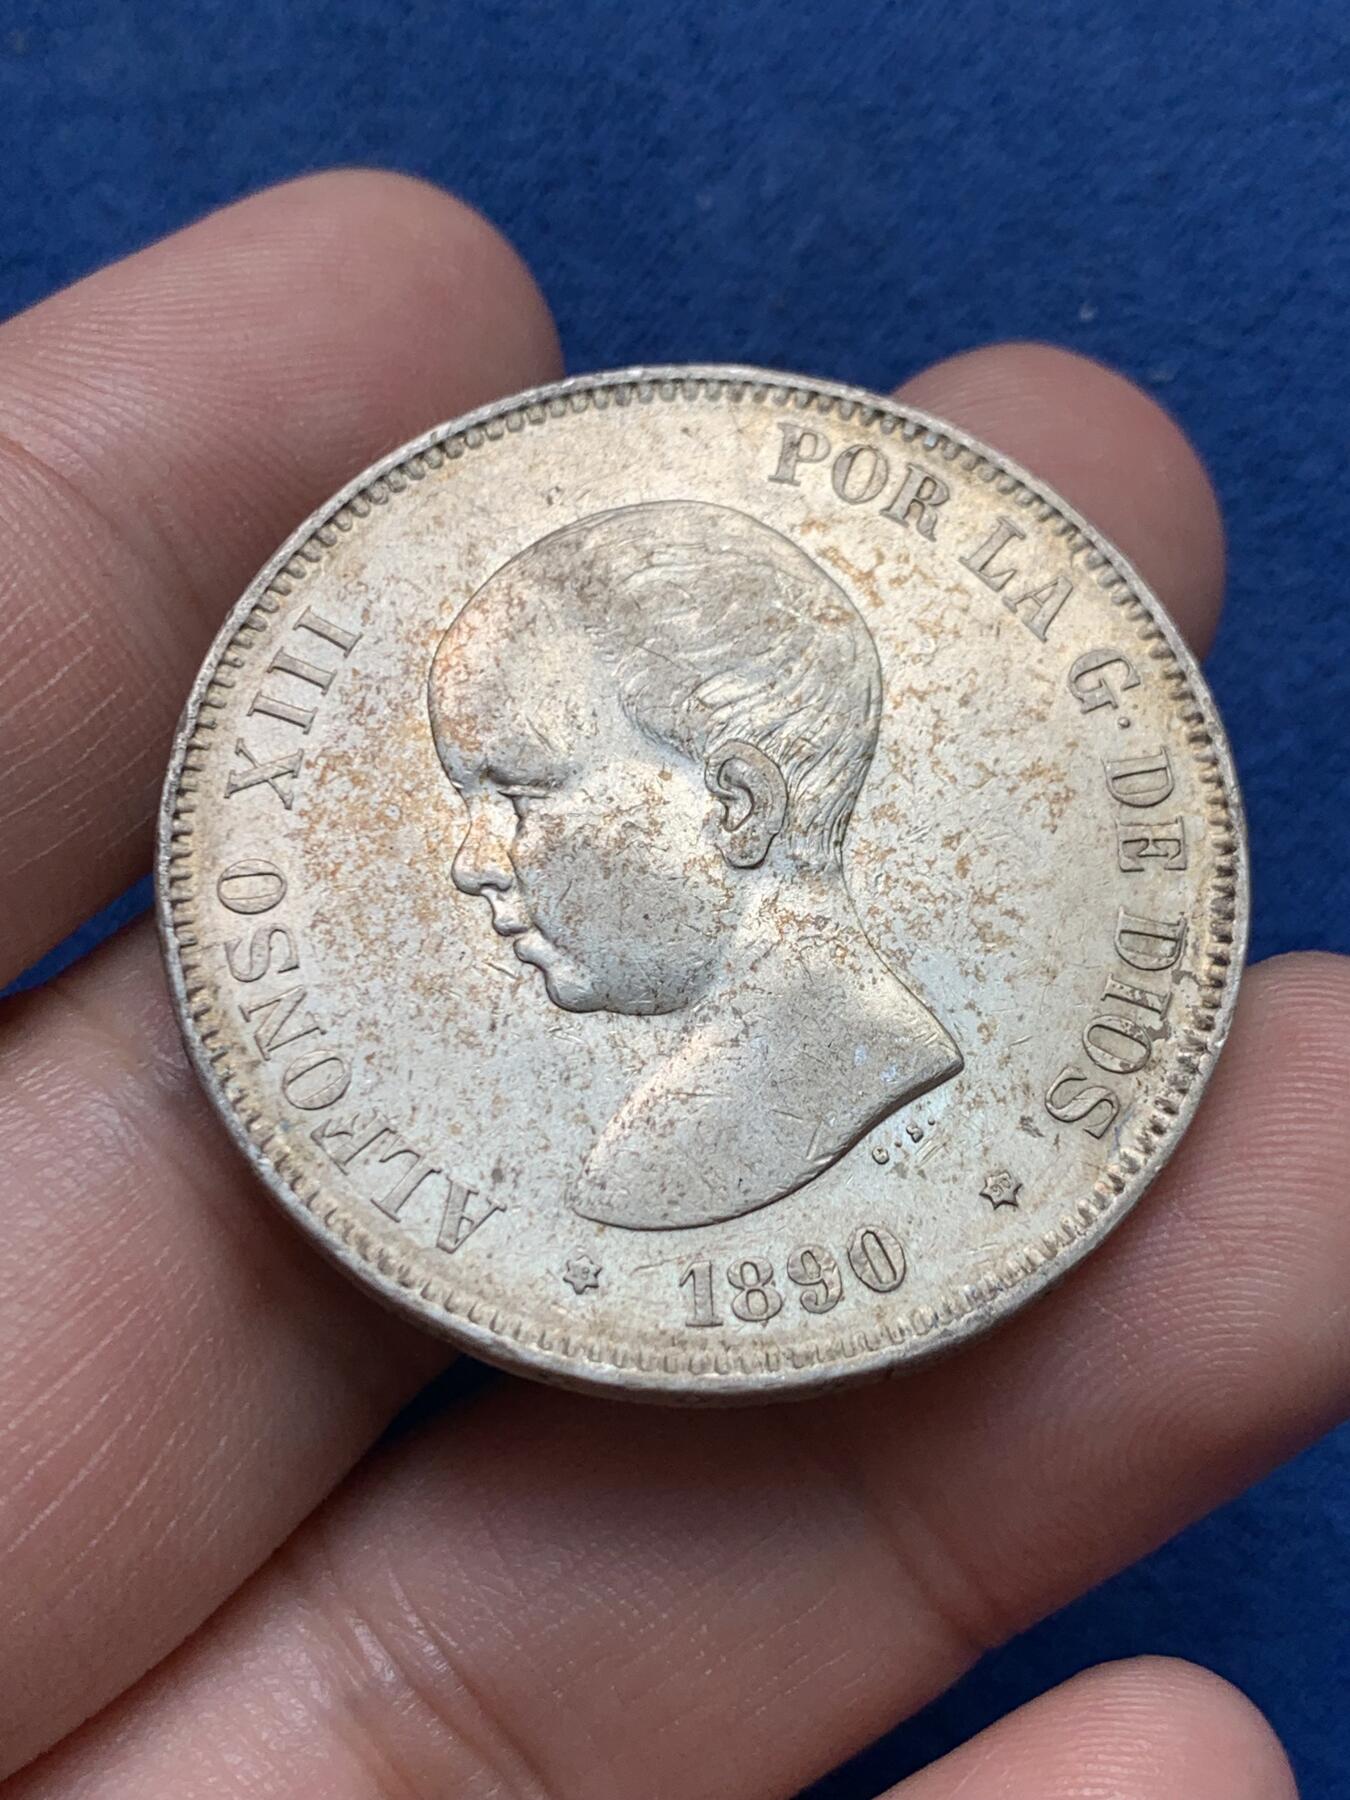 ALFONSO XIII POR LA G. DE DIOS
G. S.
1890